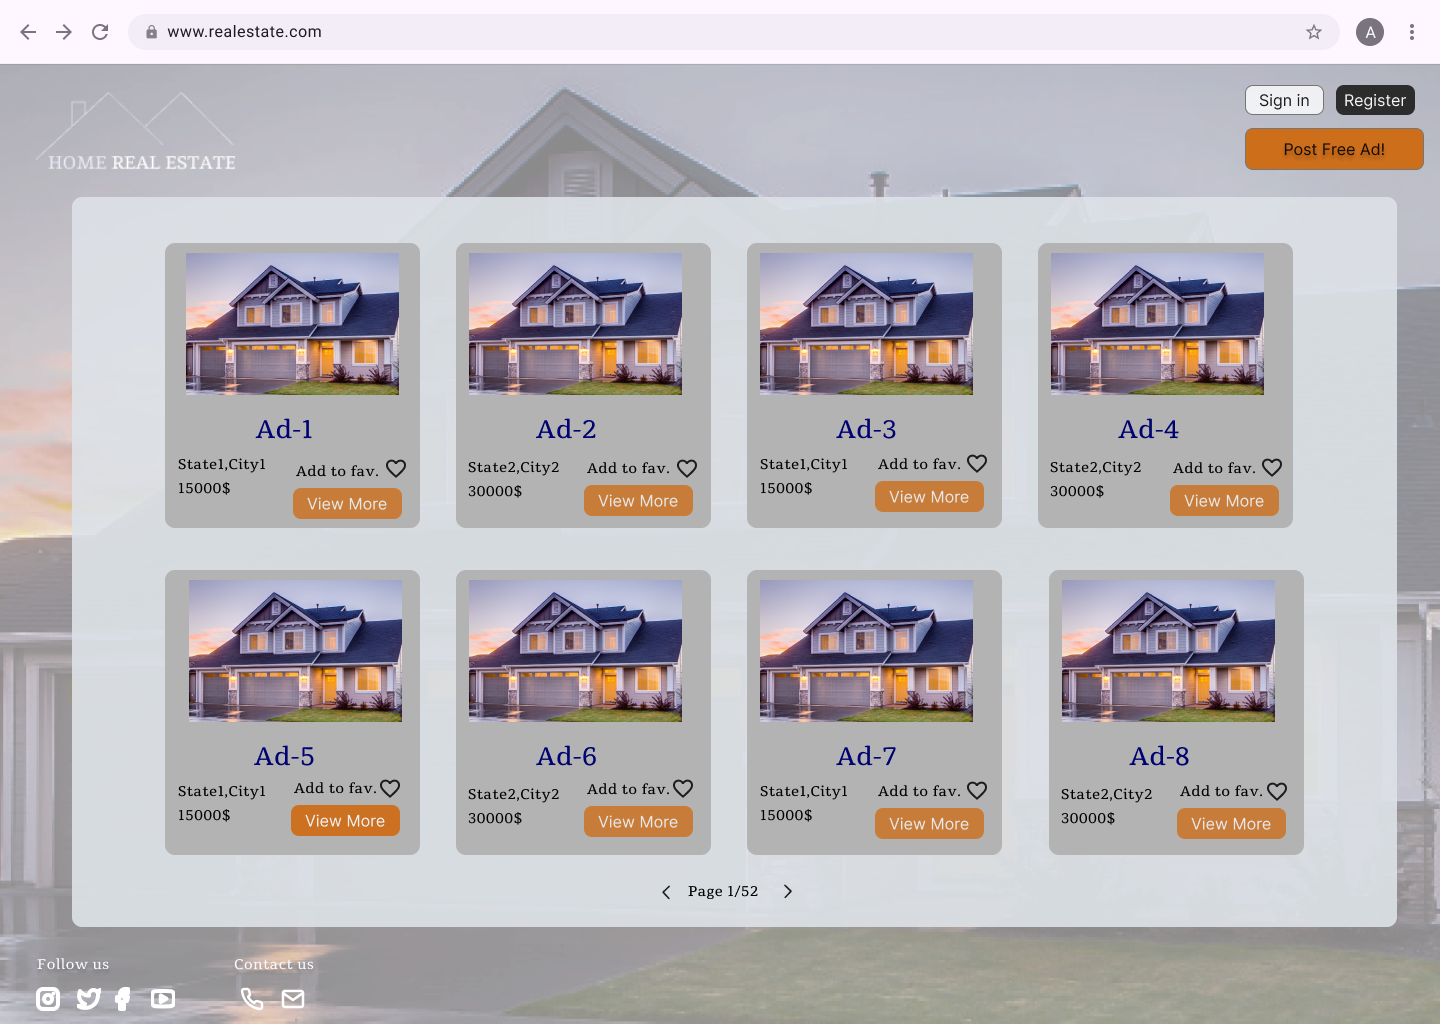 www.realestate.com
A
Sign in
Register
HOME REAL ESTATE
Post Free Ad!
Ad-1
State1,City1
Add to fav.
15000$
View More
Ad-2
State2,City2
Add to fav.
30000$
View More
Ad-3
State1,City1
Add to fav.
15000$
View More
Ad-4
State2,City2
Add to fav.
30000$
View More
Ad-5
State1,City1
Add to fav.
15000$
View More
Ad-6
State2,City2
Add to fav.
30000$
View More
Ad-7
State1,City1
Add to fav.
15000$
View More
Ad-8
State2,City2
Add to fav.
30000$
View More
Page 1/52
Follow us
Contact us